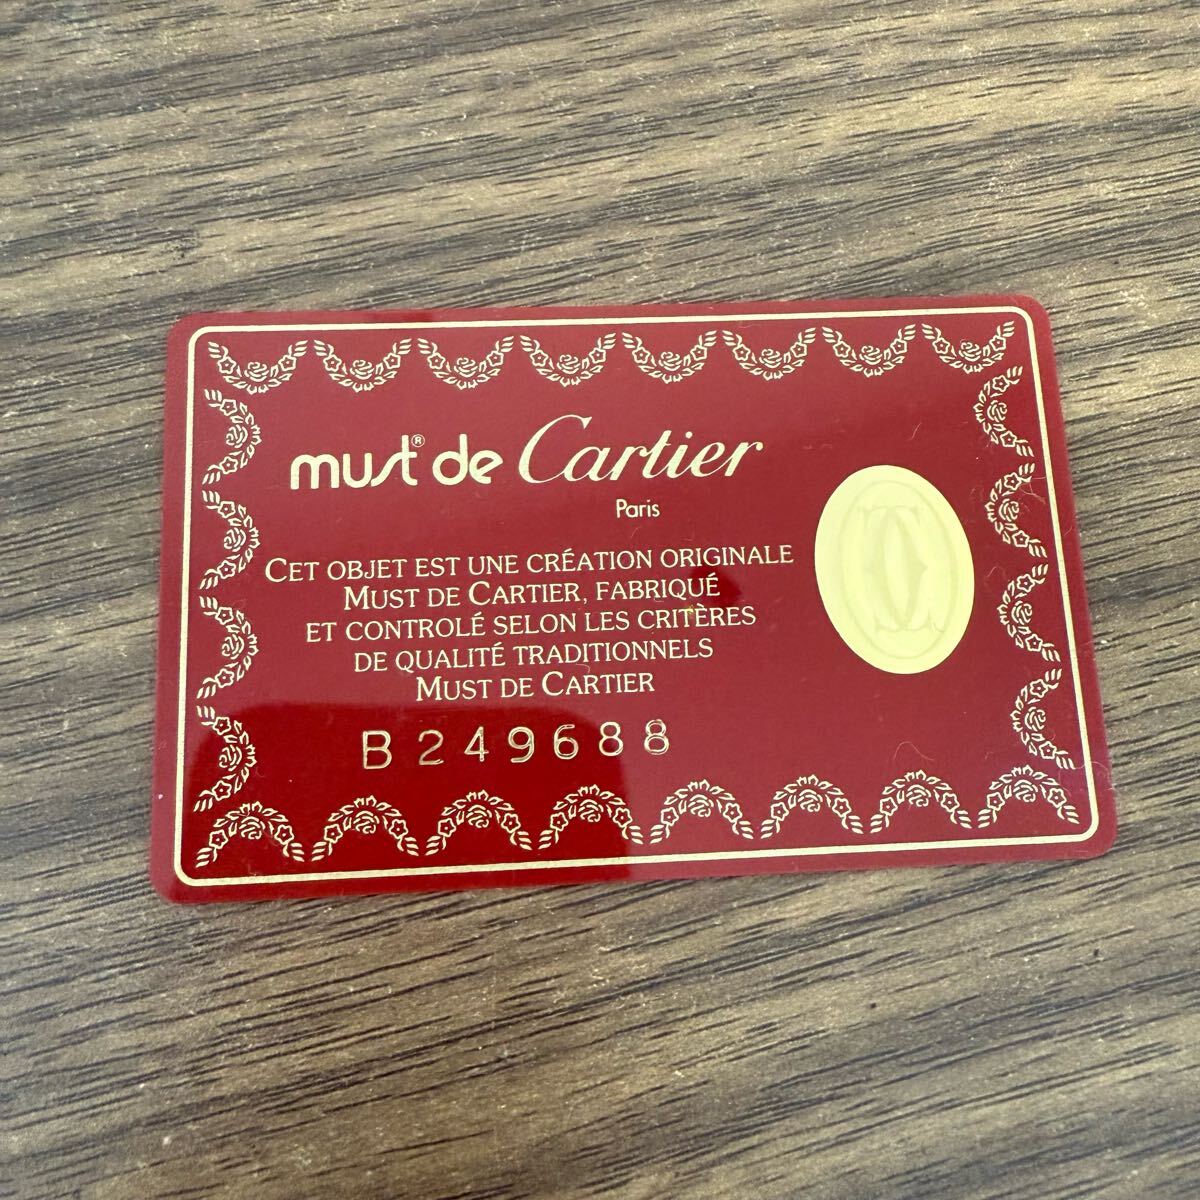 must® de Cartier
Paris
CET OBJET EST UNE CRÉATION ORIGINALE
MUST DE CARTIER, FABRIQUÉ
ET CONTROLÉ SELON LES CRITÈRES
DE QUALITÉ TRADITIONNELS
MUST DE CARTIER
B249688